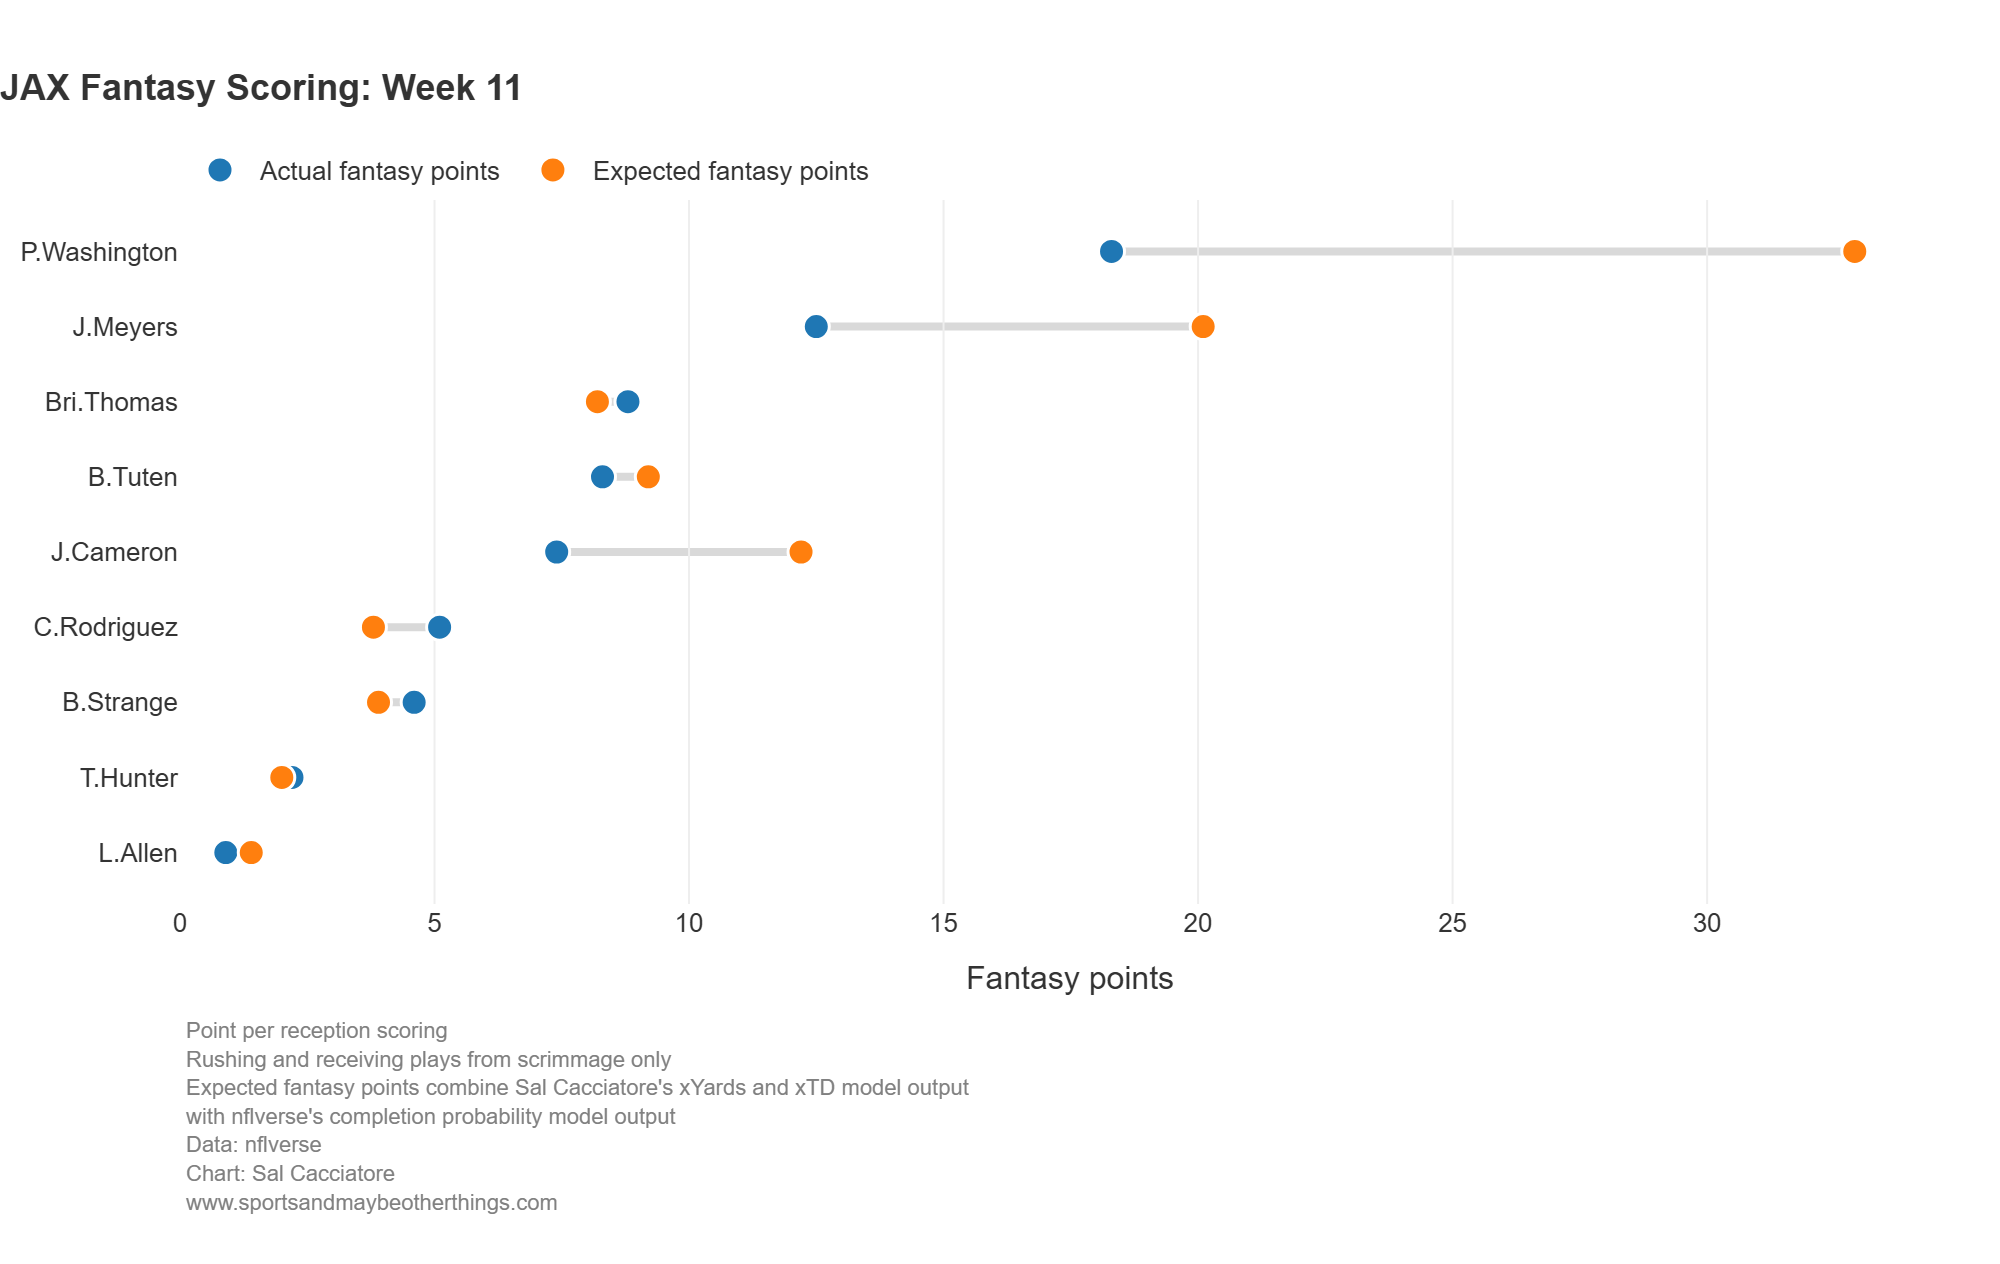 JAX Fantasy Scoring: Week 11
Actual fantasy points
Expected fantasy points
P.Washington
J.Meyers
Bri.Thomas
B.Tuten
J.Cameron
C.Rodriguez
B.Strange
T.Hunter
L.Allen
0 5 10 15 20 25 30
Fantasy points
Point per reception scoring
Rushing and receiving plays from scrimmage only
Expected fantasy points combine Sal Cacciatore's xYards and xTD model output
with nflverse's completion probability model output
Data: nflverse
Chart: Sal Cacciatore
www.sportsandmaybeotherthings.com